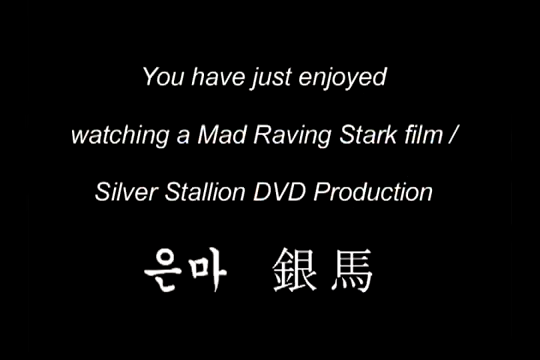 You have just enjoyed
watching a Mad Raving Stark film /
Silver Stallion DVD Production
은마 銀馬